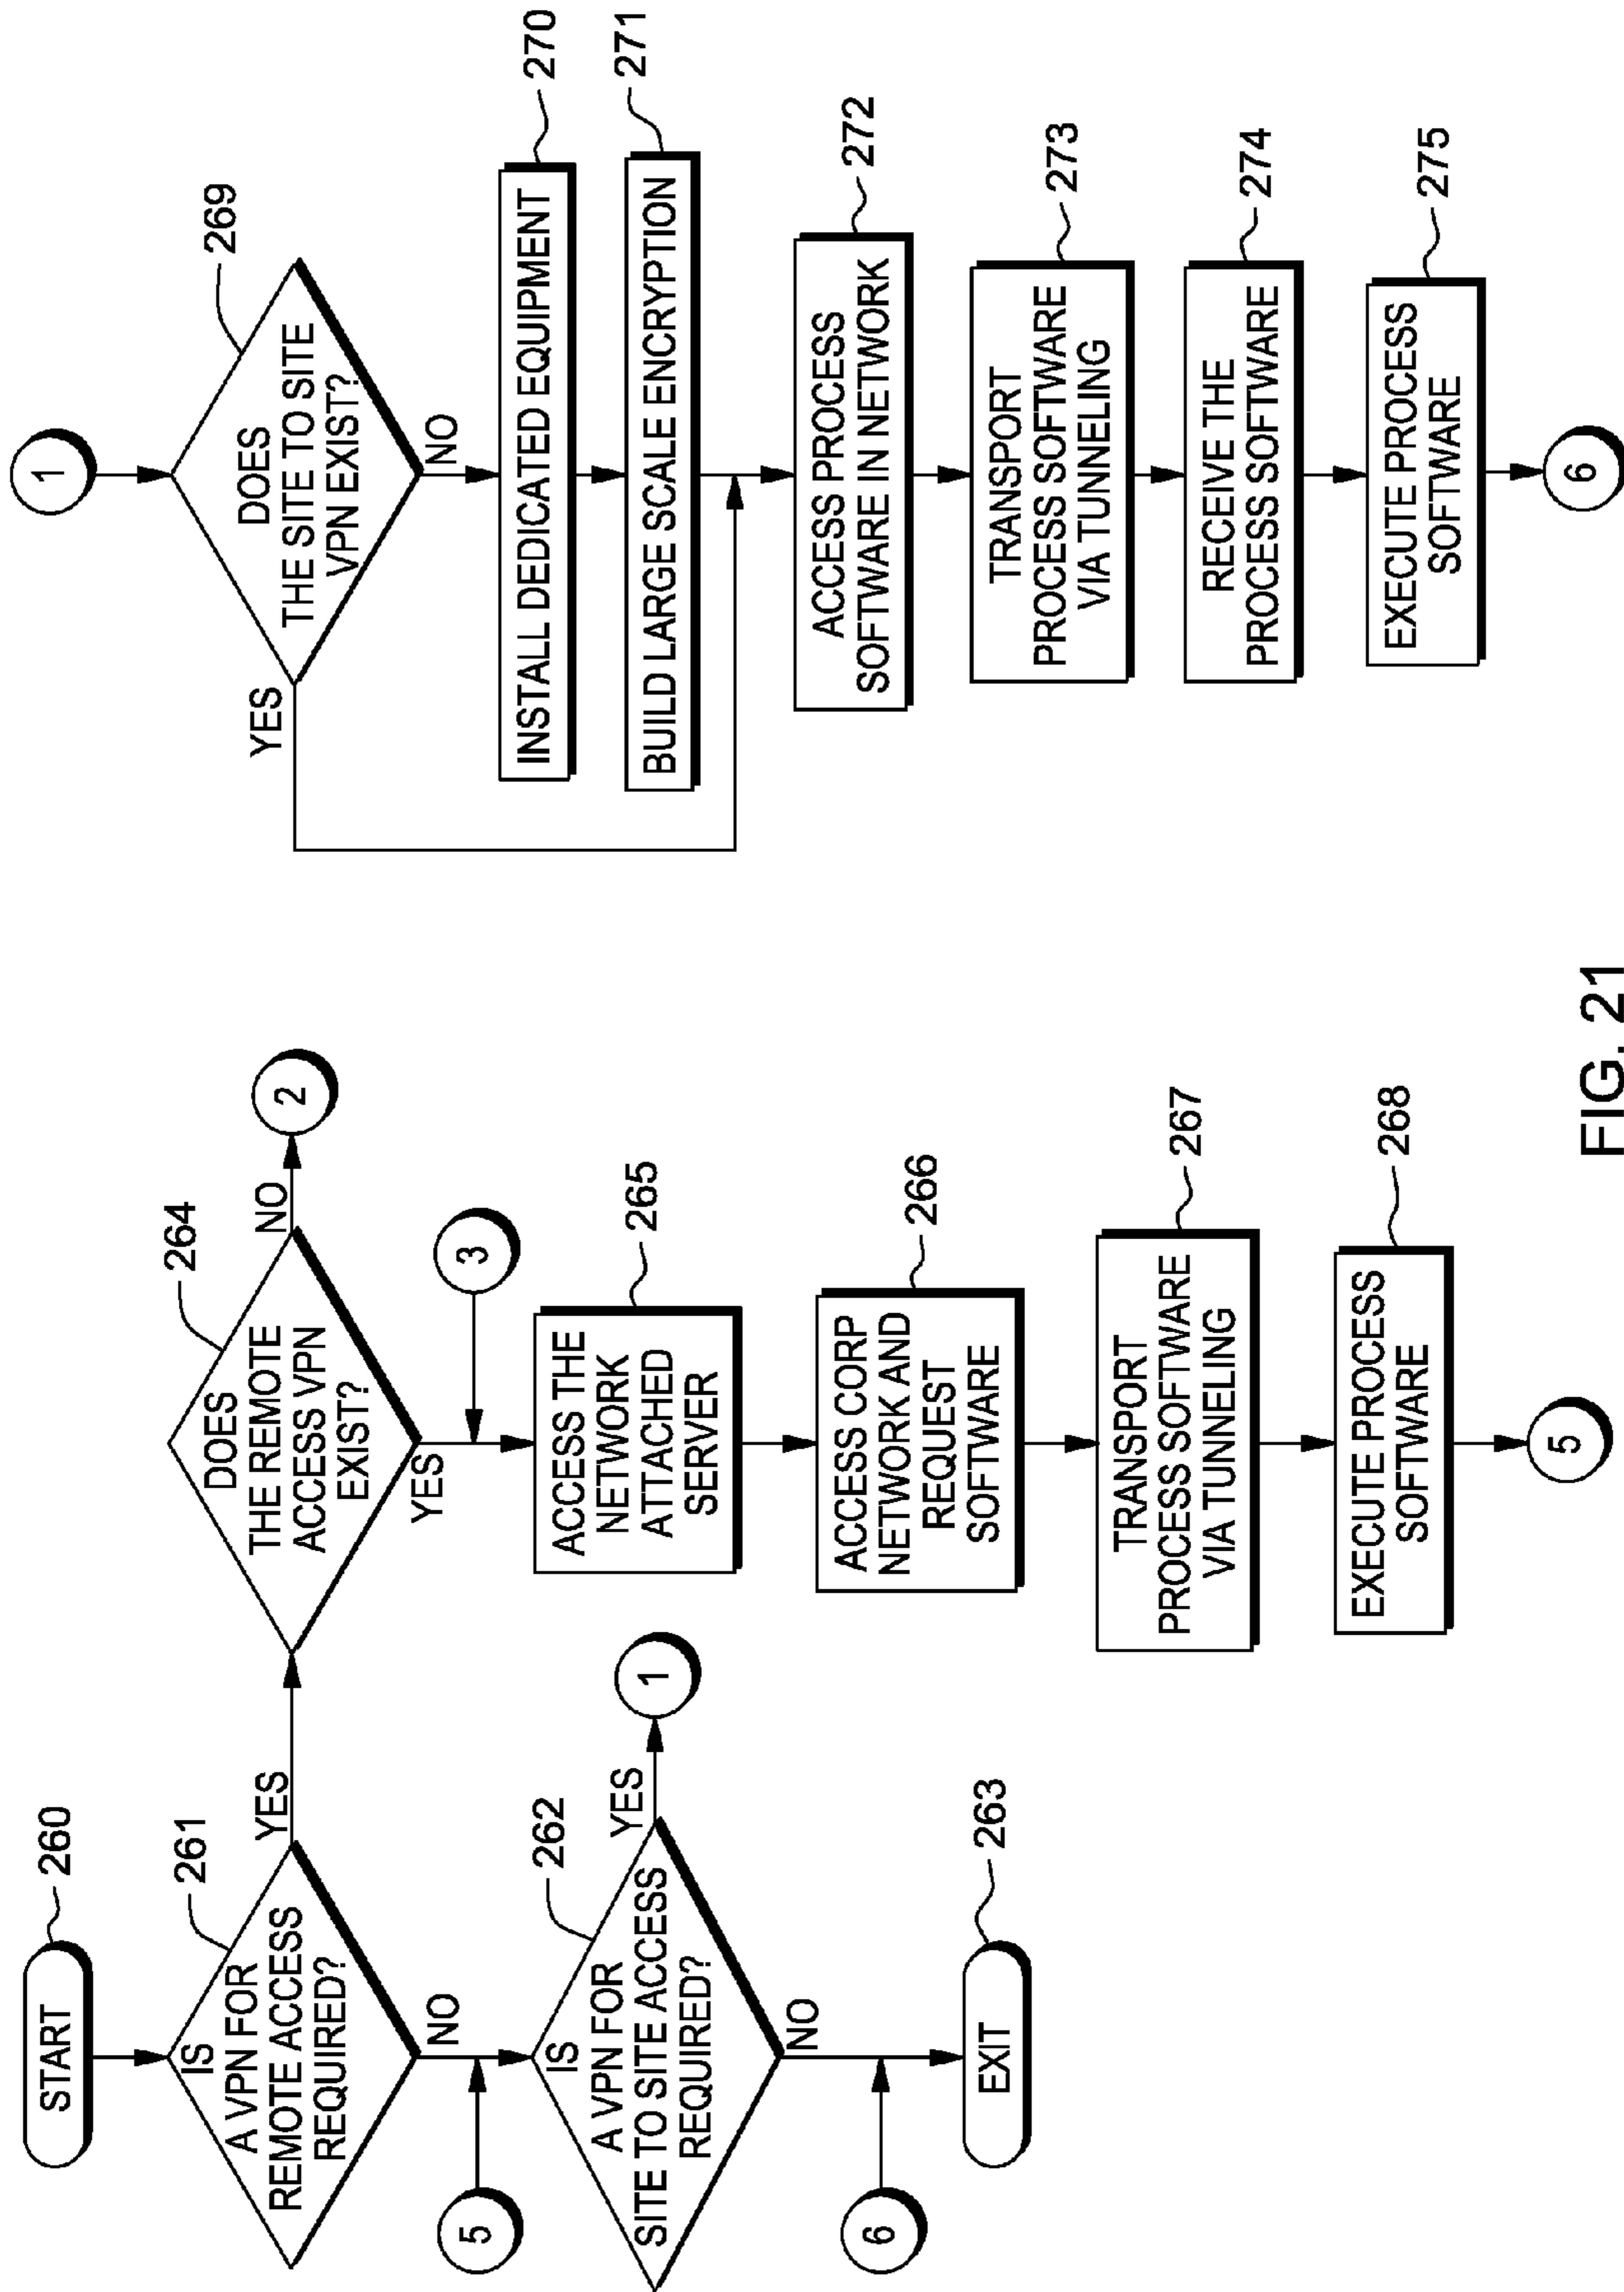 START
260
IS
A VPN FOR
REMOTE ACCESS
REQUIRED?
261
YES
NO
5
IS
A VPN FOR
SITE TO SITE ACCESS
REQUIRED?
262
YES
1
NO
6
EXIT
263
DOES
THE REMOTE
ACCESS VPN
EXIST?
264
NO
2
YES
3
ACCESS THE
NETWORK
ATTACHED
SERVER
265
ACCESS CORP
NETWORK AND
REQUEST
SOFTWARE
266
TRANSPORT
PROCESS SOFTWARE
VIA TUNNELING
267
EXECUTE PROCESS
SOFTWARE
268
5
1
DOES
THE SITE TO SITE
VPN EXIST?
269
YES
NO
INSTALL DEDICATED EQUIPMENT
270
BUILD LARGE SCALE ENCRYPTION
271
ACCESS PROCESS
SOFTWARE IN NETWORK
272
TRANSPORT
PROCESS SOFTWARE
VIA TUNNELING
273
RECEIVE THE
PROCESS SOFTWARE
274
EXECUTE PROCESS
SOFTWARE
275
6
FIG. 21